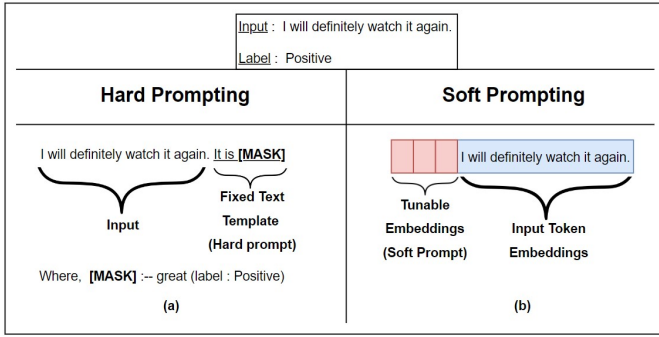 Input : I will definitely watch it again.
Label : Positive
Hard Prompting
I will definitely watch it again. It is [MASK]
Input
Fixed Text
Template
(Hard prompt)
Where, [MASK] :-- great (label : Positive)
(a)
Soft Prompting
I will definitely watch it again.
Tunable
Embeddings
(Soft Prompt)
Input Token
Embeddings
(b)